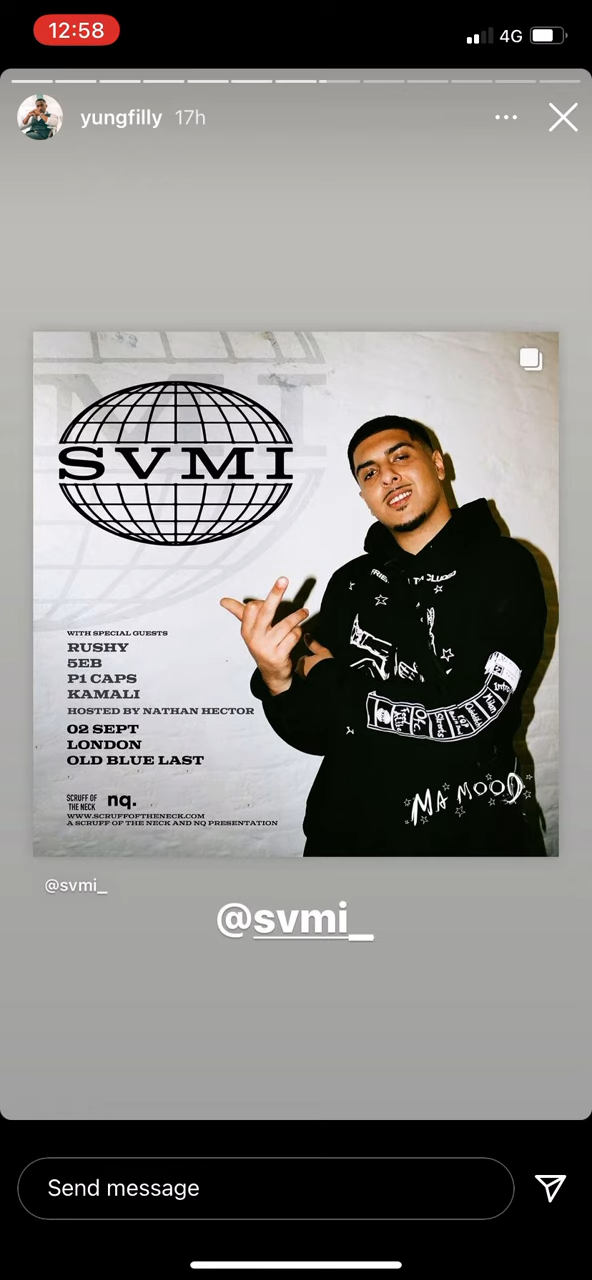 12:58
4G
yungfilly 17h
SVMI
WITH SPECIAL GUESTS
RUSHY
5EB
P1 CAPS
KAMALI
HOSTED BY NATHAN HECTOR
02 SEPT
LONDON
OLD BLUE LAST
SCRUFF OF
THE NECK
nq.
WWW.SCRUFFOFTHENECK.COM
A SCRUFF OF THE NECK AND NQ PRESENTATION
MA MOOD
@svmi_
@svmi_
Send message